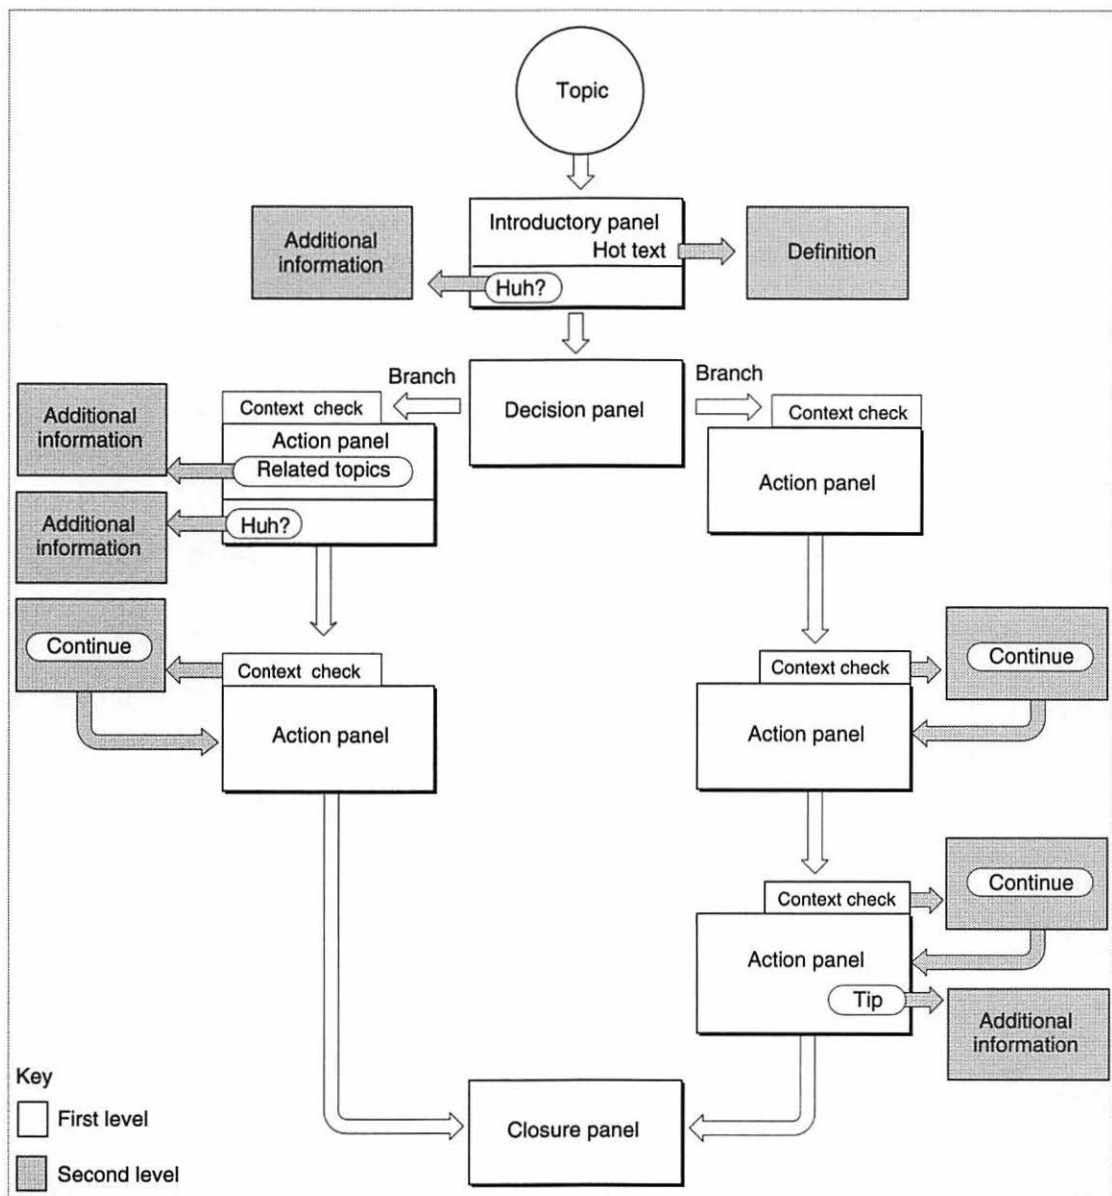 Topic
Introductory panel
Hot text
Huh?
Additional
information
Definition
Decision panel
Branch
Branch
Context check
Action panel
Related topics
Huh?
Additional
information
Additional
information
Context check
Action panel
Continue
Context check
Action panel
Context check
Action panel
Continue
Context check
Action panel
Tip
Continue
Additional
information
Closure panel
Key
First level
Second level